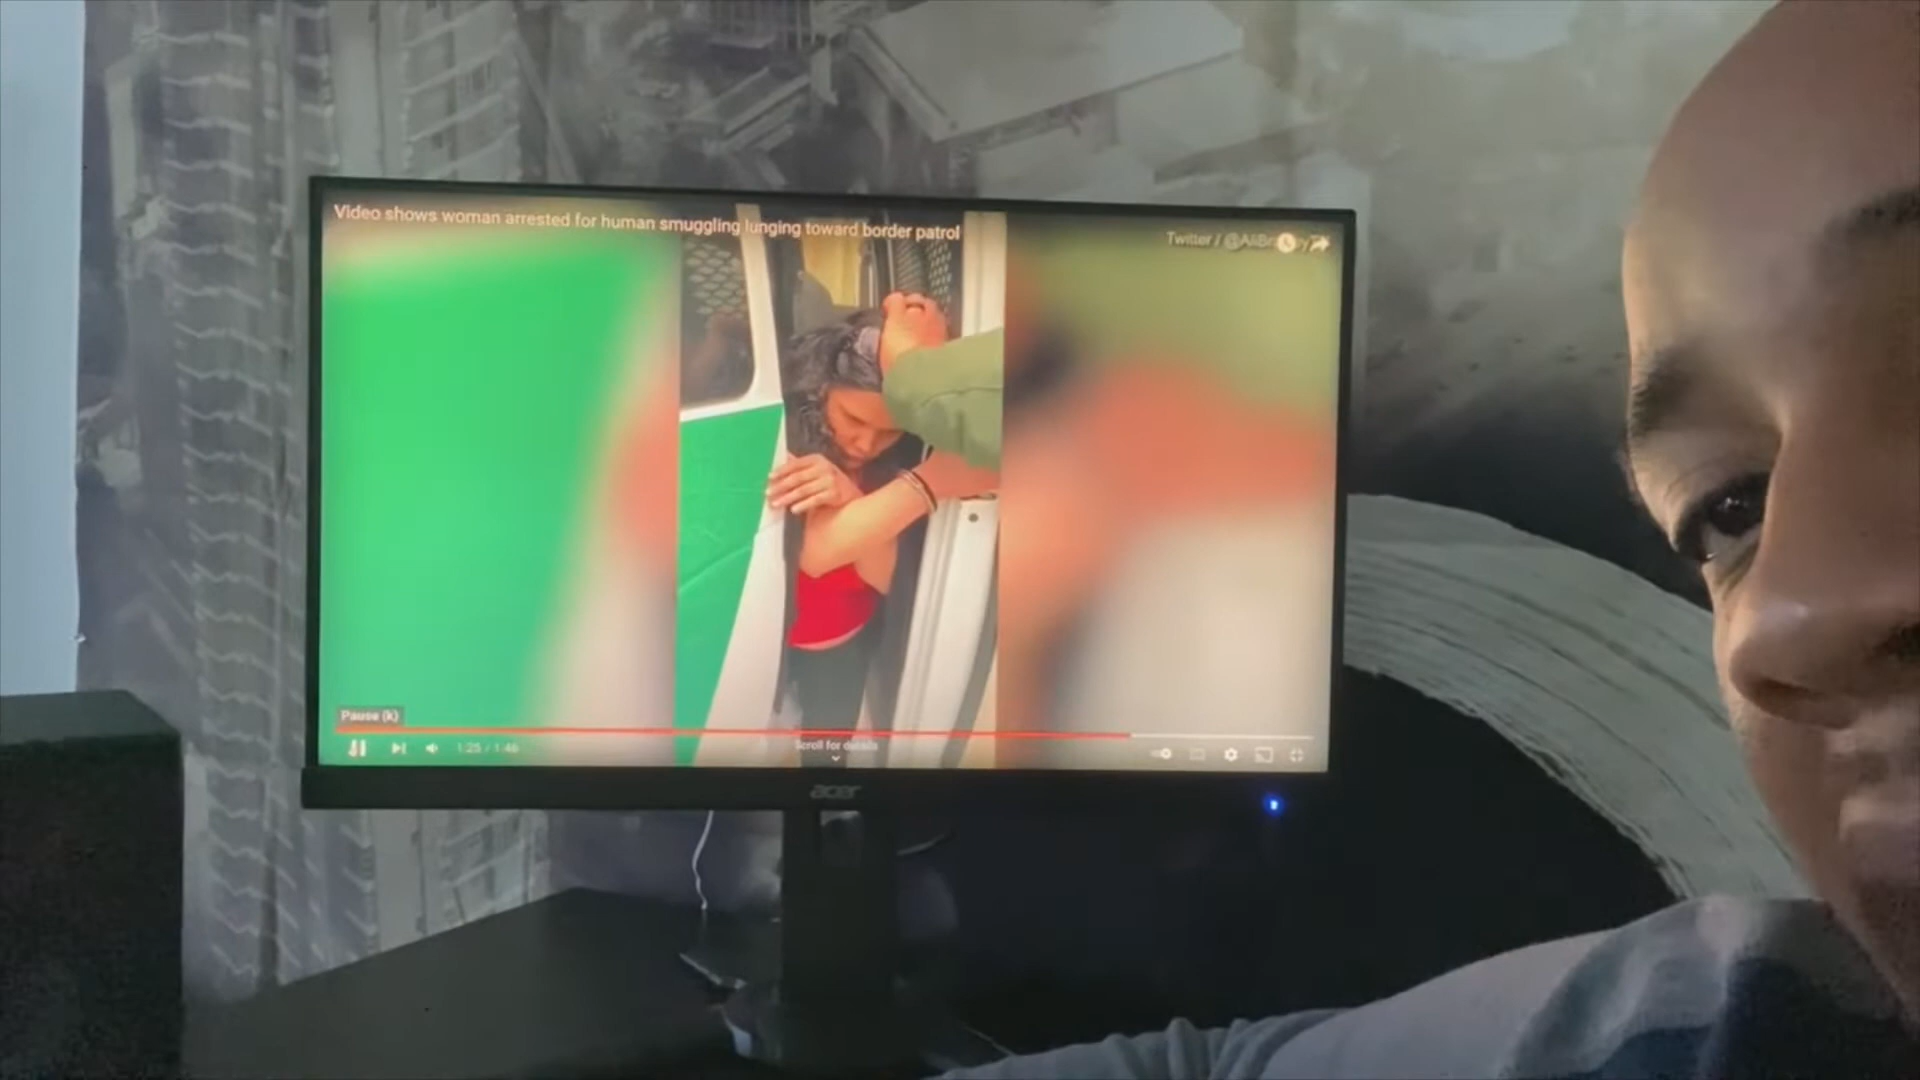 Video shows woman arrested for human smuggling lunging toward border patrol
Twitter /
Pause (k)
1:25 / 1:46
Scroll for details
acer